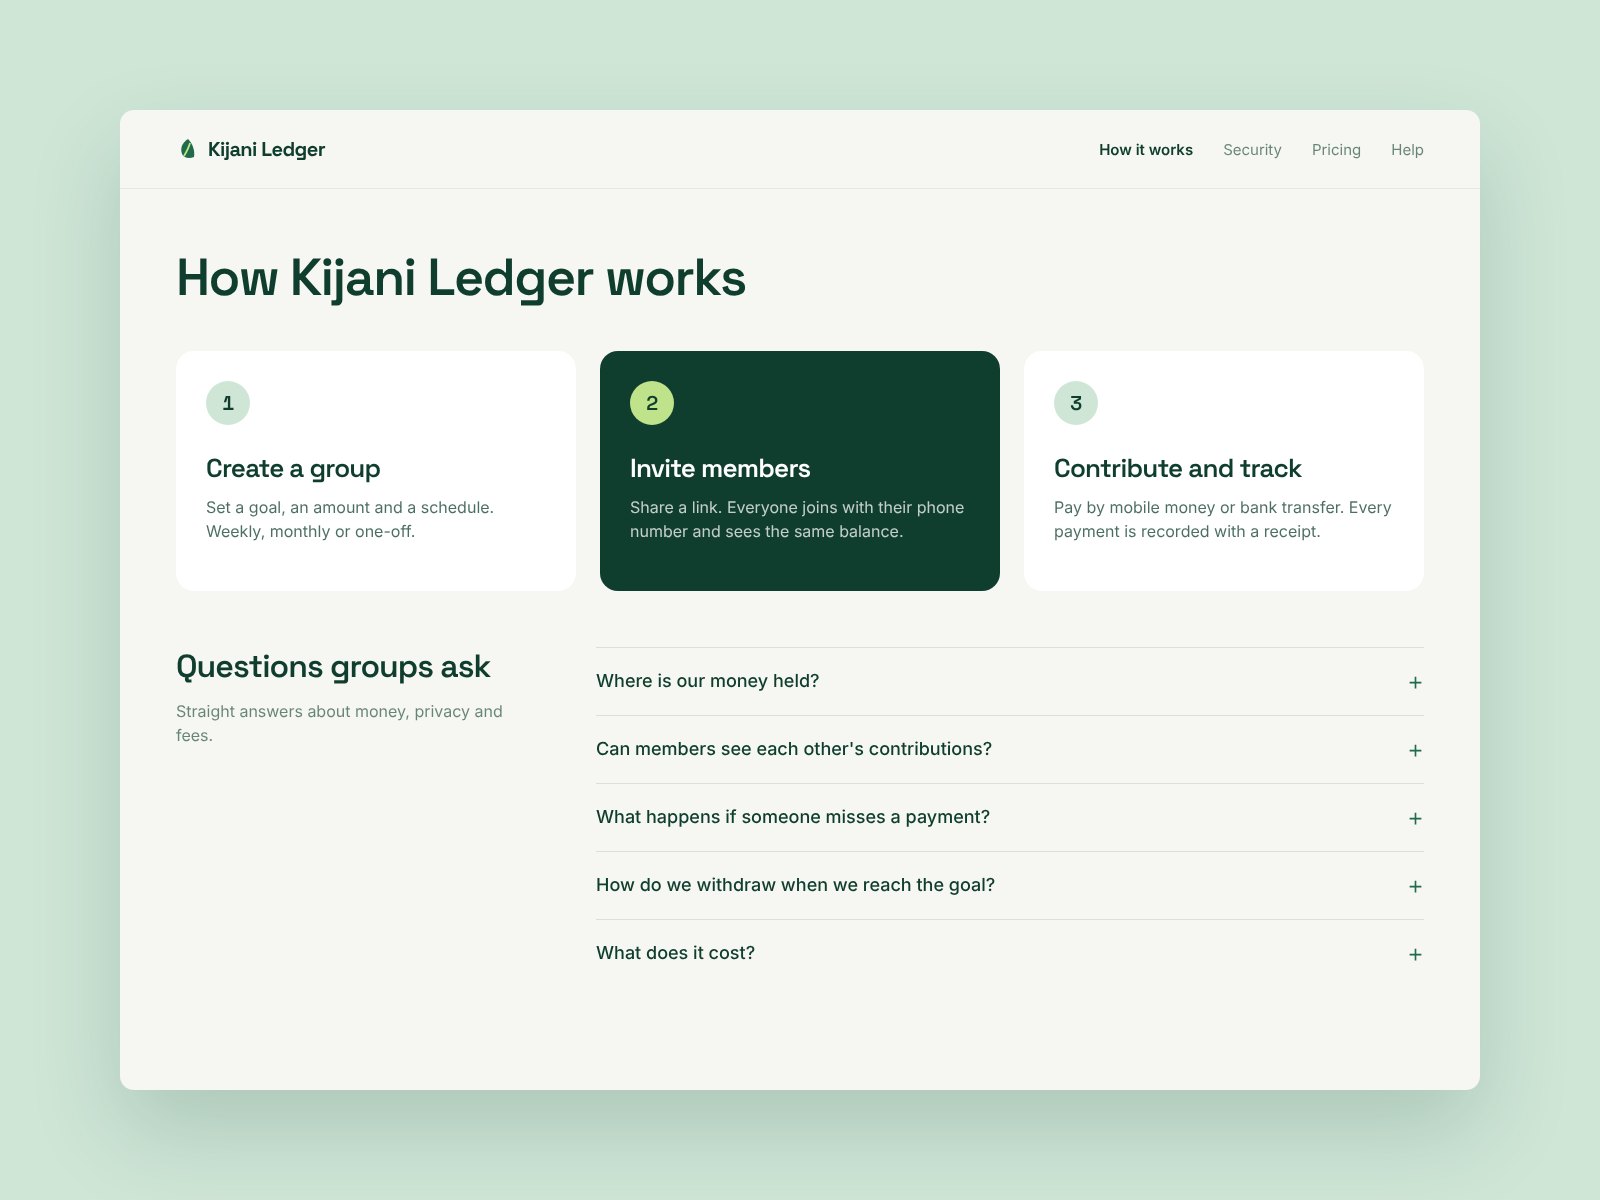 Kijani Ledger
How it works
Security
Pricing
Help
How Kijani Ledger works
1
Create a group
Set a goal, an amount and a schedule.
Weekly, monthly or one-off.
2
Invite members
Share a link. Everyone joins with their phone
number and sees the same balance.
3
Contribute and track
Pay by mobile money or bank transfer. Every
payment is recorded with a receipt.
Questions groups ask
Straight answers about money, privacy and
fees.
Where is our money held?
+
Can members see each other's contributions?
+
What happens if someone misses a payment?
+
How do we withdraw when we reach the goal?
+
What does it cost?
+